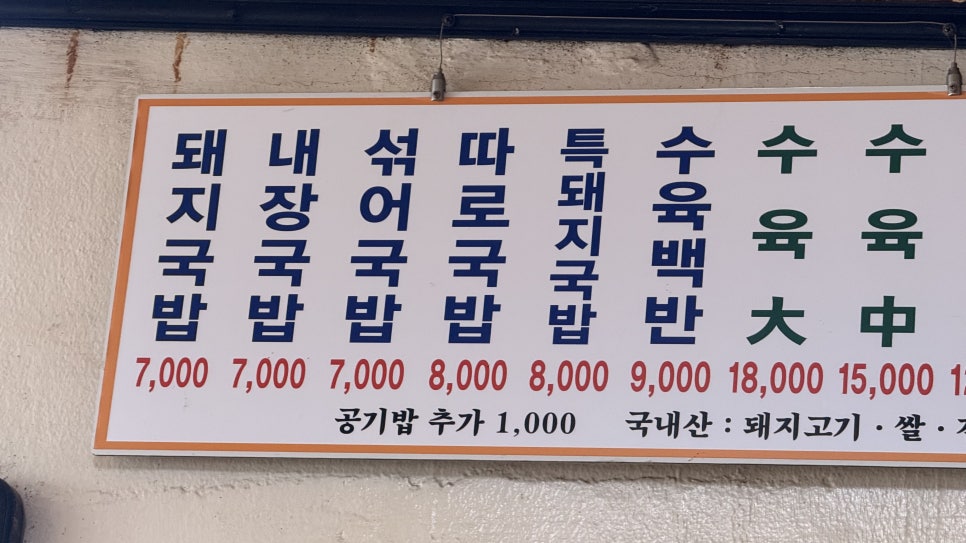 돼지국밥
7,000
내장국밥
7,000
섞어국밥
7,000
따로국밥
8,000
특돼지국밥
8,000
수육백반
9,000
수육 大
18,000
수육 中
15,000
공기밥 추가 1,000
국내산 : 돼지고기 · 쌀 ·